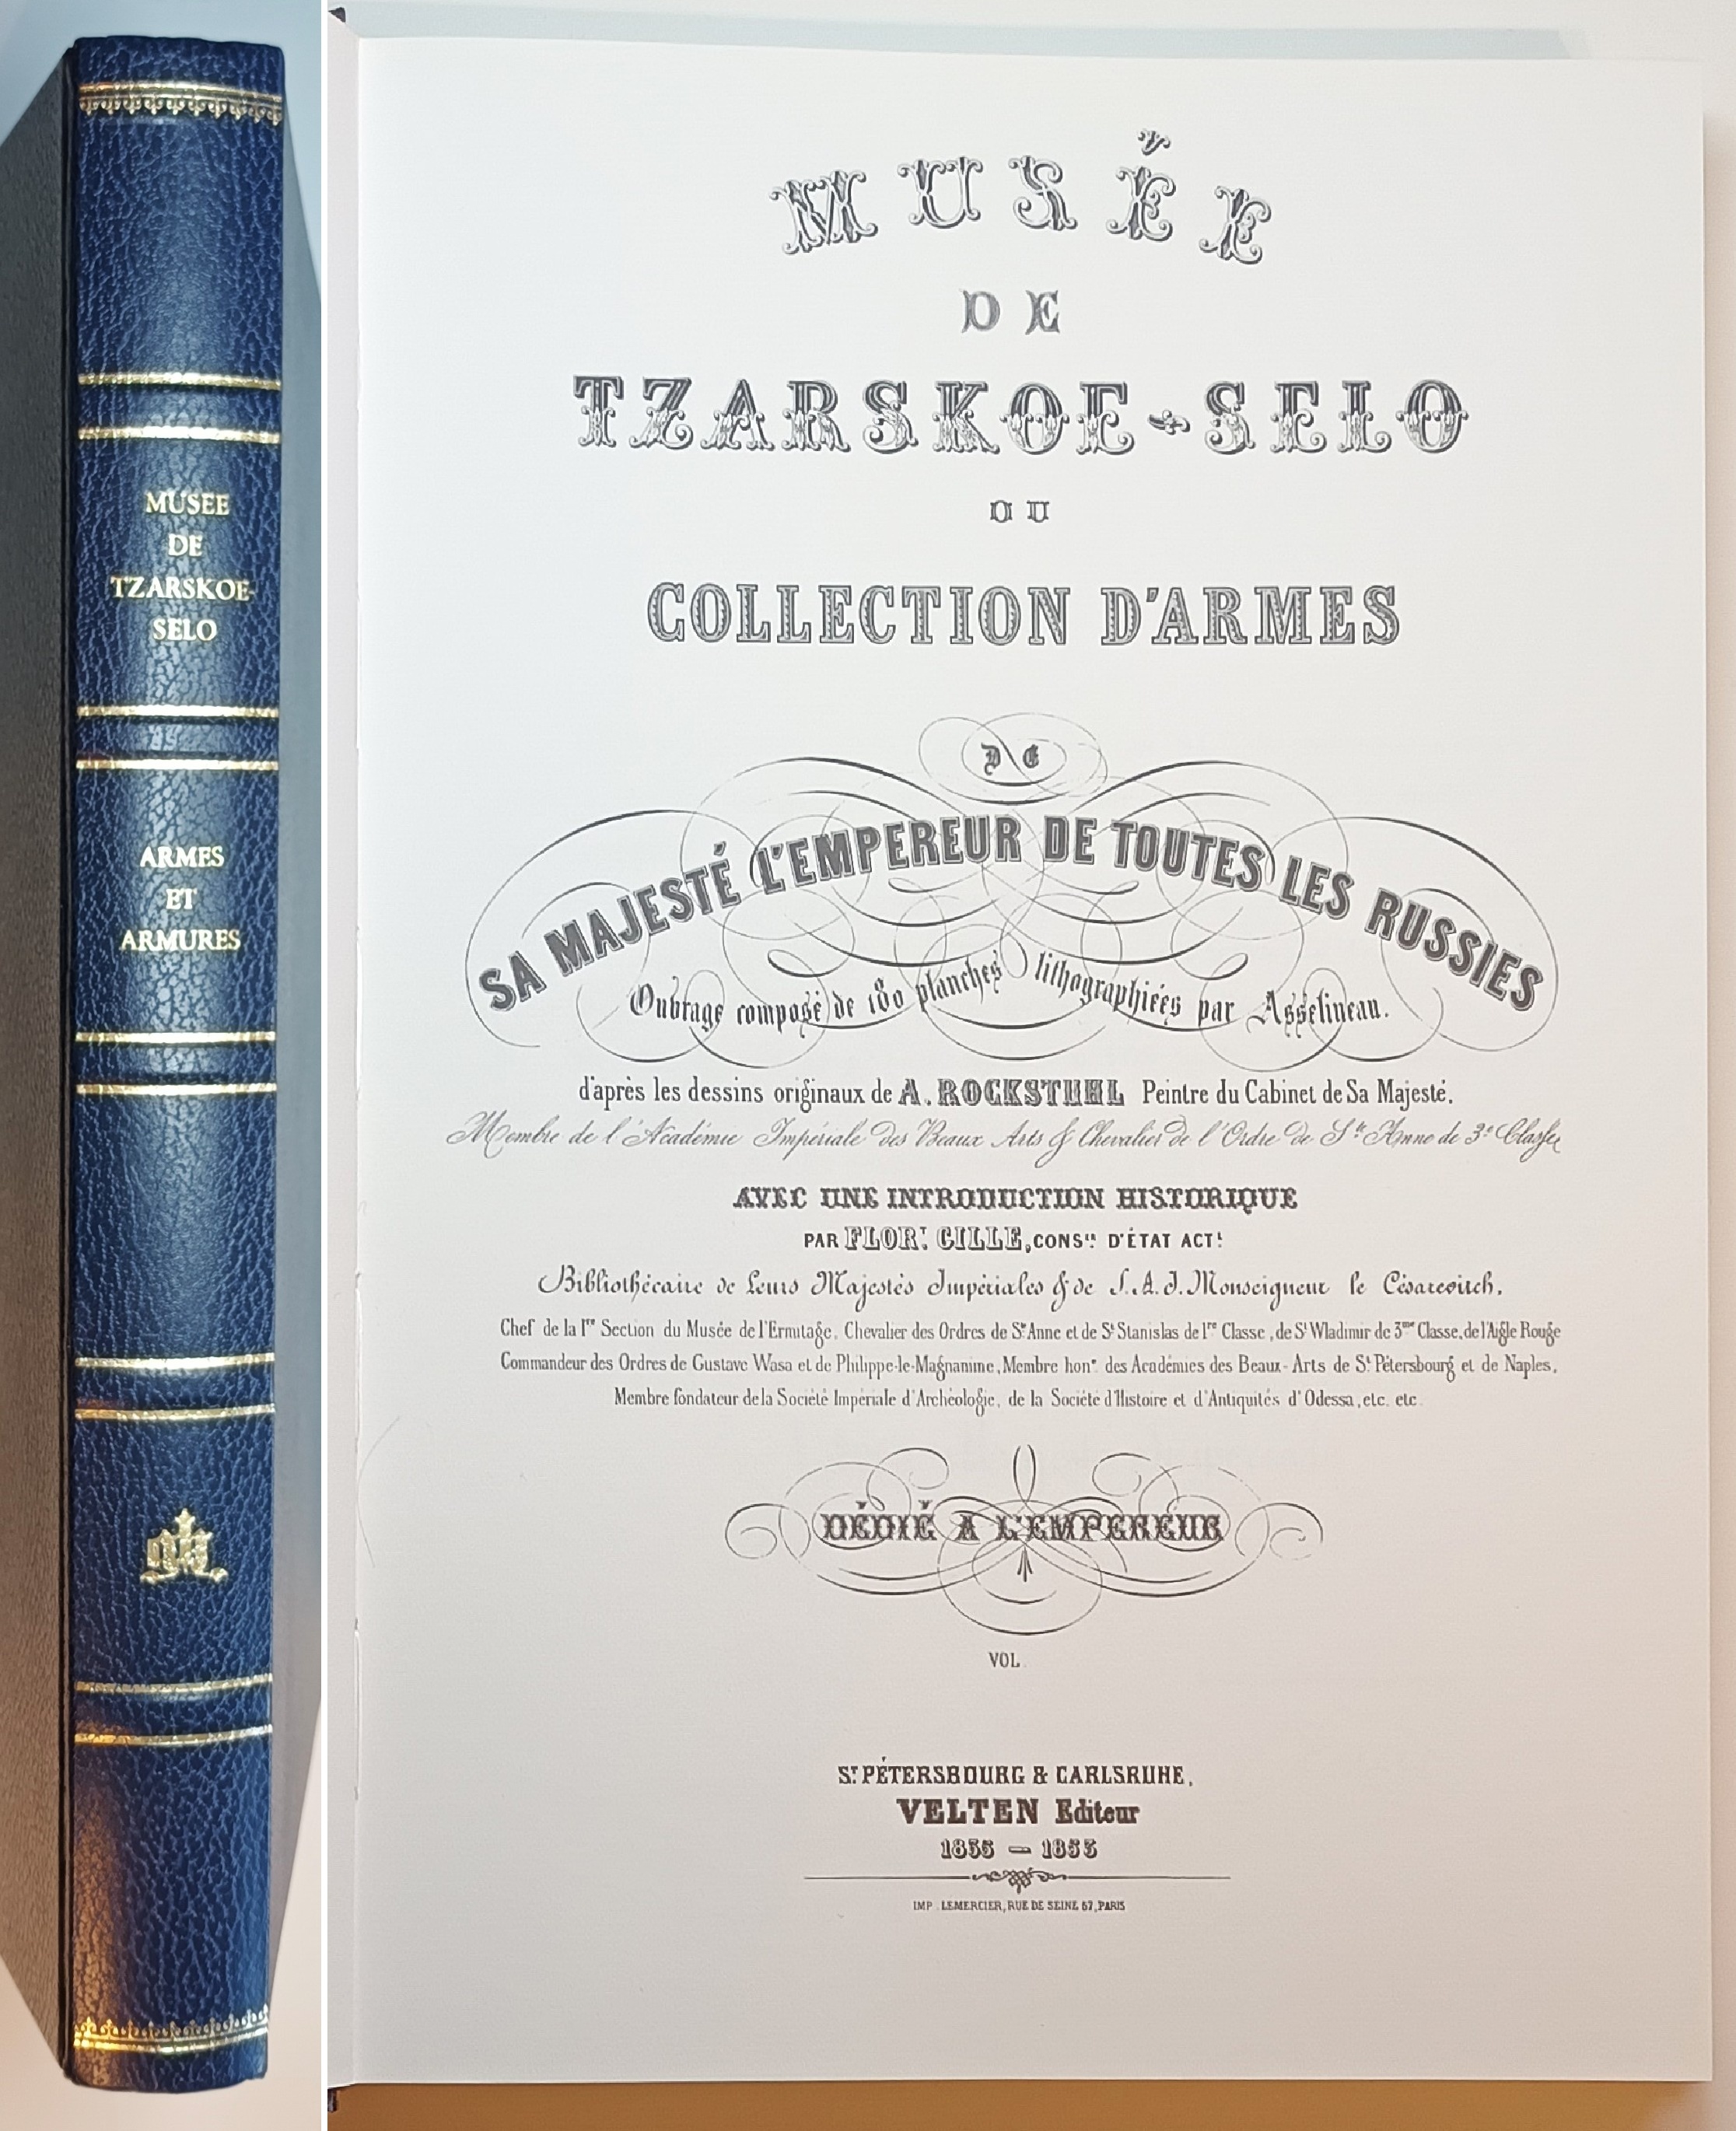 MUSEE
DE
TZARSKOE-
SELO
ARMES
ET
ARMURES
MUSÉE
DE
TZARSKOE-SELO
OU
COLLECTION D'ARMES
DE
SA MAJESTÉ L'EMPEREUR DE TOUTES LES RUSSIES
Ouvrage composé de 180 planches lithographiées par Asselineau.
d'après les dessins originaux de A. ROCKSTUHL Peintre du Cabinet de Sa Majesté.
Membre de l'Académie Impériale des Beaux Arts & Chevalier de l'Ordre de Ste Anne de 3e Classe
AVEC UNE INTRODUCTION HISTORIQUE
PAR FLORT. GILLE, CONSER. D'ÉTAT ACTL.
Bibliothécaire de Leurs Majestés Impériales & de S.A.I. Monseigneur le Césarevitch,
Chef de la 1re Section du Musée de l'Ermitage, Chevalier des Ordres de Ste Anne et de St Stanislas de 1re Classe, de St Wladimir de 3me Classe, de l'Aigle Rouge
Commandeur des Ordres de Gustave Wasa et de Philippe-le-Magnanime, Membre hone. des Académies des Beaux-Arts de St Pétersbourg et de Naples,
Membre fondateur de la Société Impériale d'Archéologie, de la Société d'Histoire et d'Antiquités d'Odessa, etc. etc.
DÉDIÉ A L'EMPEREUR
VOL.
ST. PÉTERSBOURG & CARLSRUHE,
VELTEN Editeur
1835 — 1853
IMP. LEMERCIER, RUE DE SEINE 57, PARIS